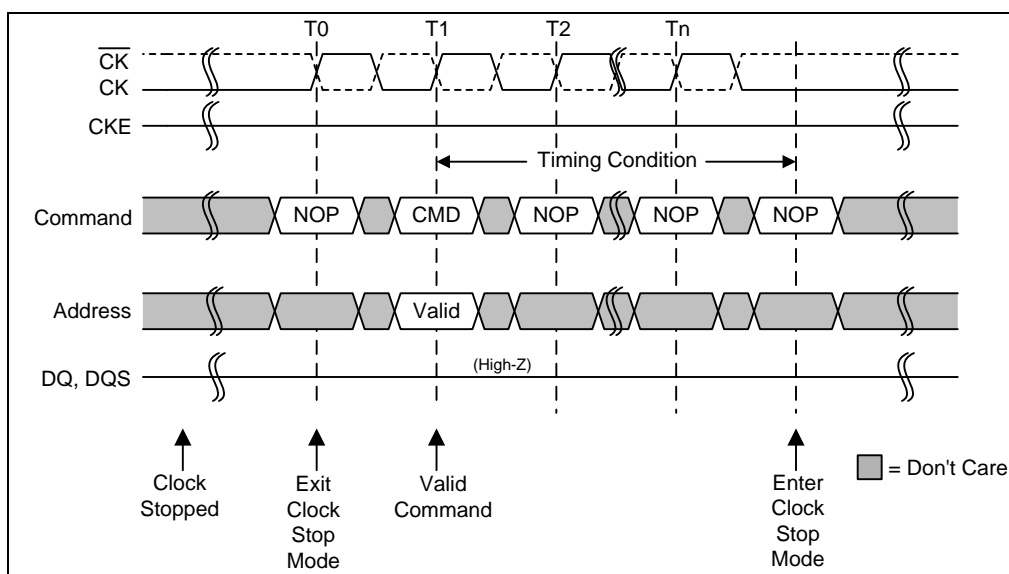 T0 T1 T2 Tn
CK
CK
CKE
Timing Condition
Command NOP CMD NOP NOP NOP
Address Valid
(High-Z)
DQ, DQS
Clock
Stopped
Exit
Clock
Stop
Mode
Valid
Command
Enter
Clock
Stop
Mode
= Don't Care